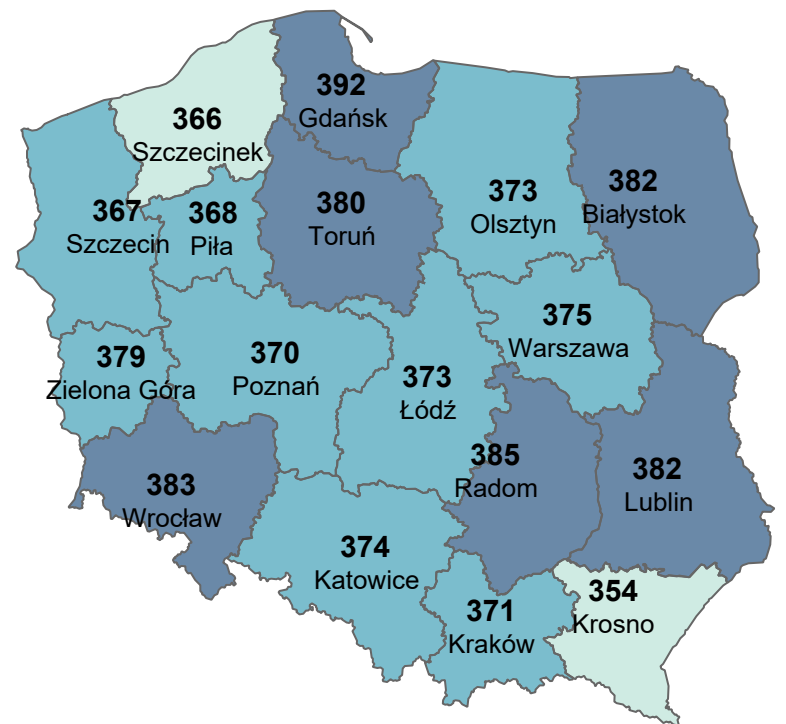 392
Gdańsk
366
Szczecinek
373
Olsztyn
382
Białystok
367
Szczecin
368
Piła
380
Toruń
375
Warszawa
379
Zielona Góra
370
Poznań
373
Łódź
385
Radom
382
Lublin
383
Wrocław
374
Katowice
371
Kraków
354
Krosno